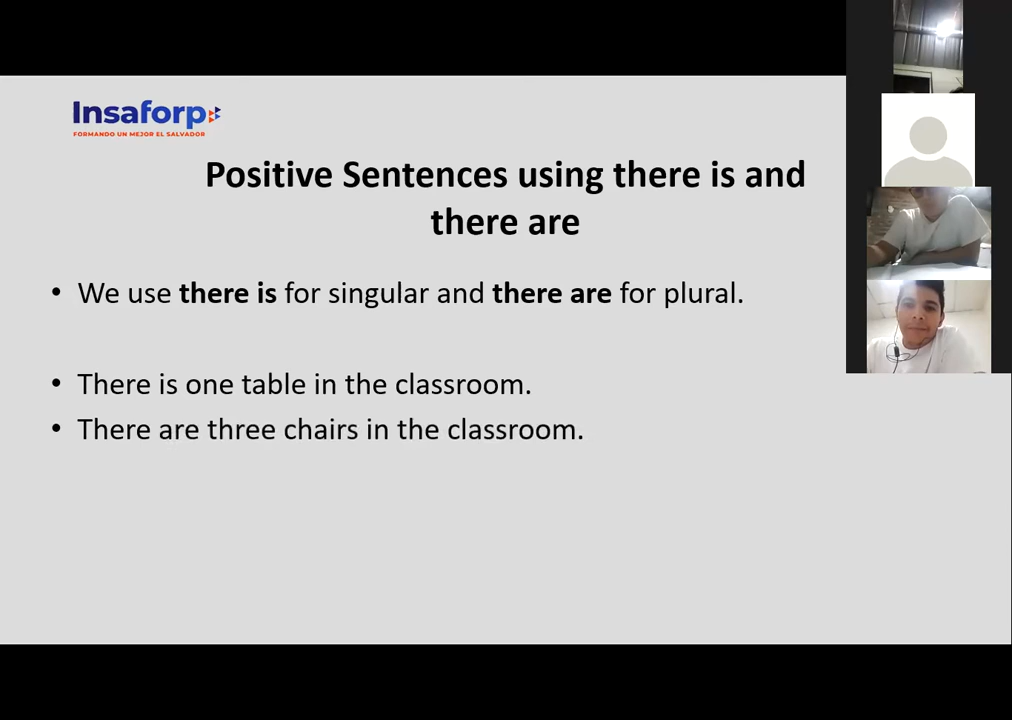 Insaforp
FORMANDO UN MEJOR EL SALVADOR
Positive Sentences using there is and
there are
• We use there is for singular and there are for plural.
• There is one table in the classroom.
• There are three chairs in the classroom.